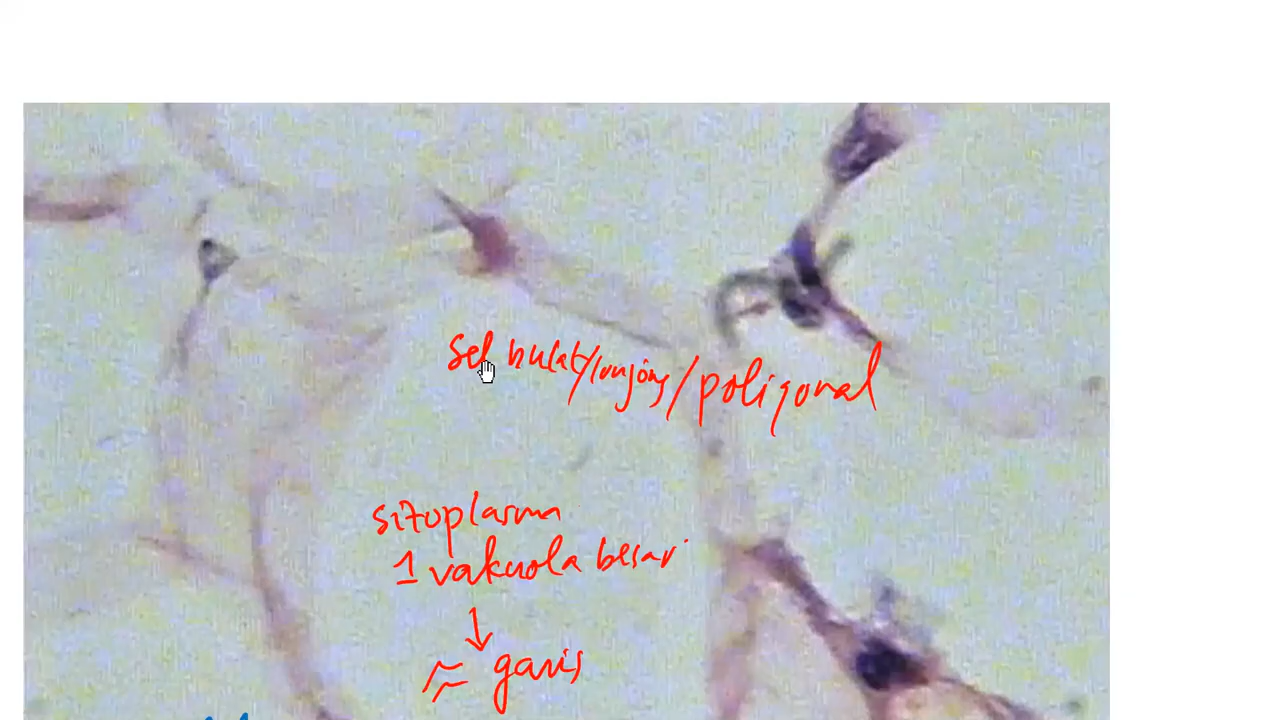 sel bulat/lonjong/poligonal
sitoplasma
1 vakuola besar
↓
≈ garis